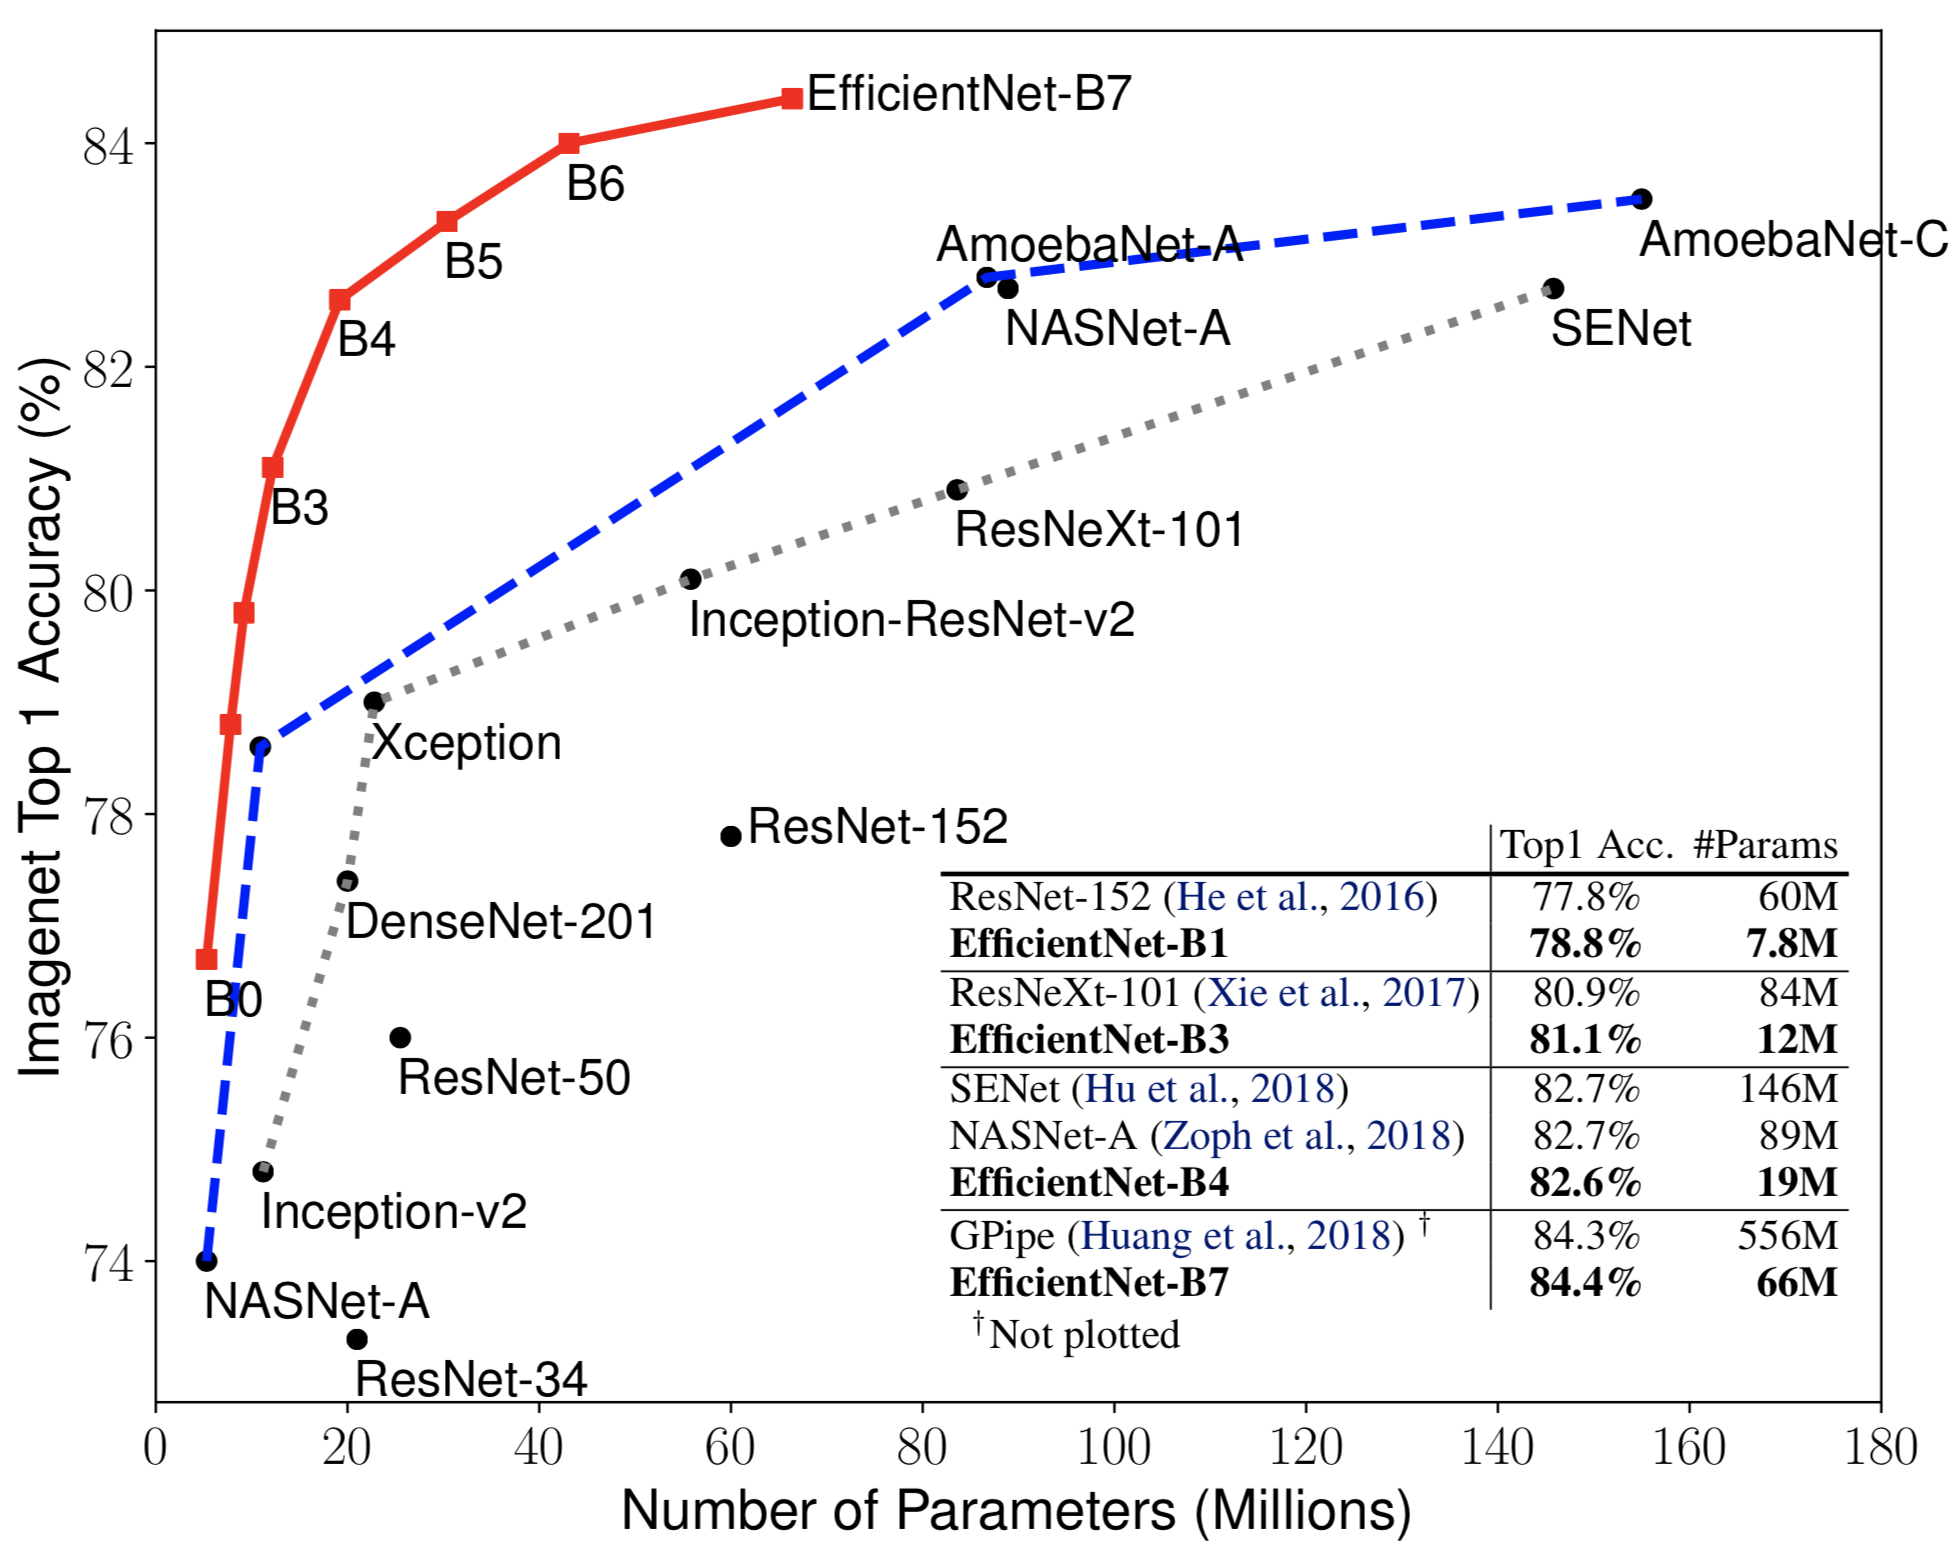 EfficientNet-B7
84
B6
AmoebaNet-A
AmoebaNet-C
B5
NASNet-A
SENet
B4
82
B3
ResNeXt-101
80
Inception-ResNet-v2
Xception
78
ResNet-152
DenseNet-201
B0
76
ResNet-50
Inception-v2
74
NASNet-A
ResNet-34
Imagenet Top 1 Accuracy (%)
Top1 Acc. #Params
ResNet-152 (He et al., 2016) 77.8% 60M
EfficientNet-B1 78.8% 7.8M
ResNeXt-101 (Xie et al., 2017) 80.9% 84M
EfficientNet-B3 81.1% 12M
SENet (Hu et al., 2018) 82.7% 146M
NASNet-A (Zoph et al., 2018) 82.7% 89M
EfficientNet-B4 82.6% 19M
GPipe (Huang et al., 2018) † 84.3% 556M
EfficientNet-B7 84.4% 66M
†Not plotted
0 20 40 60 80 100 120 140 160 180
Number of Parameters (Millions)